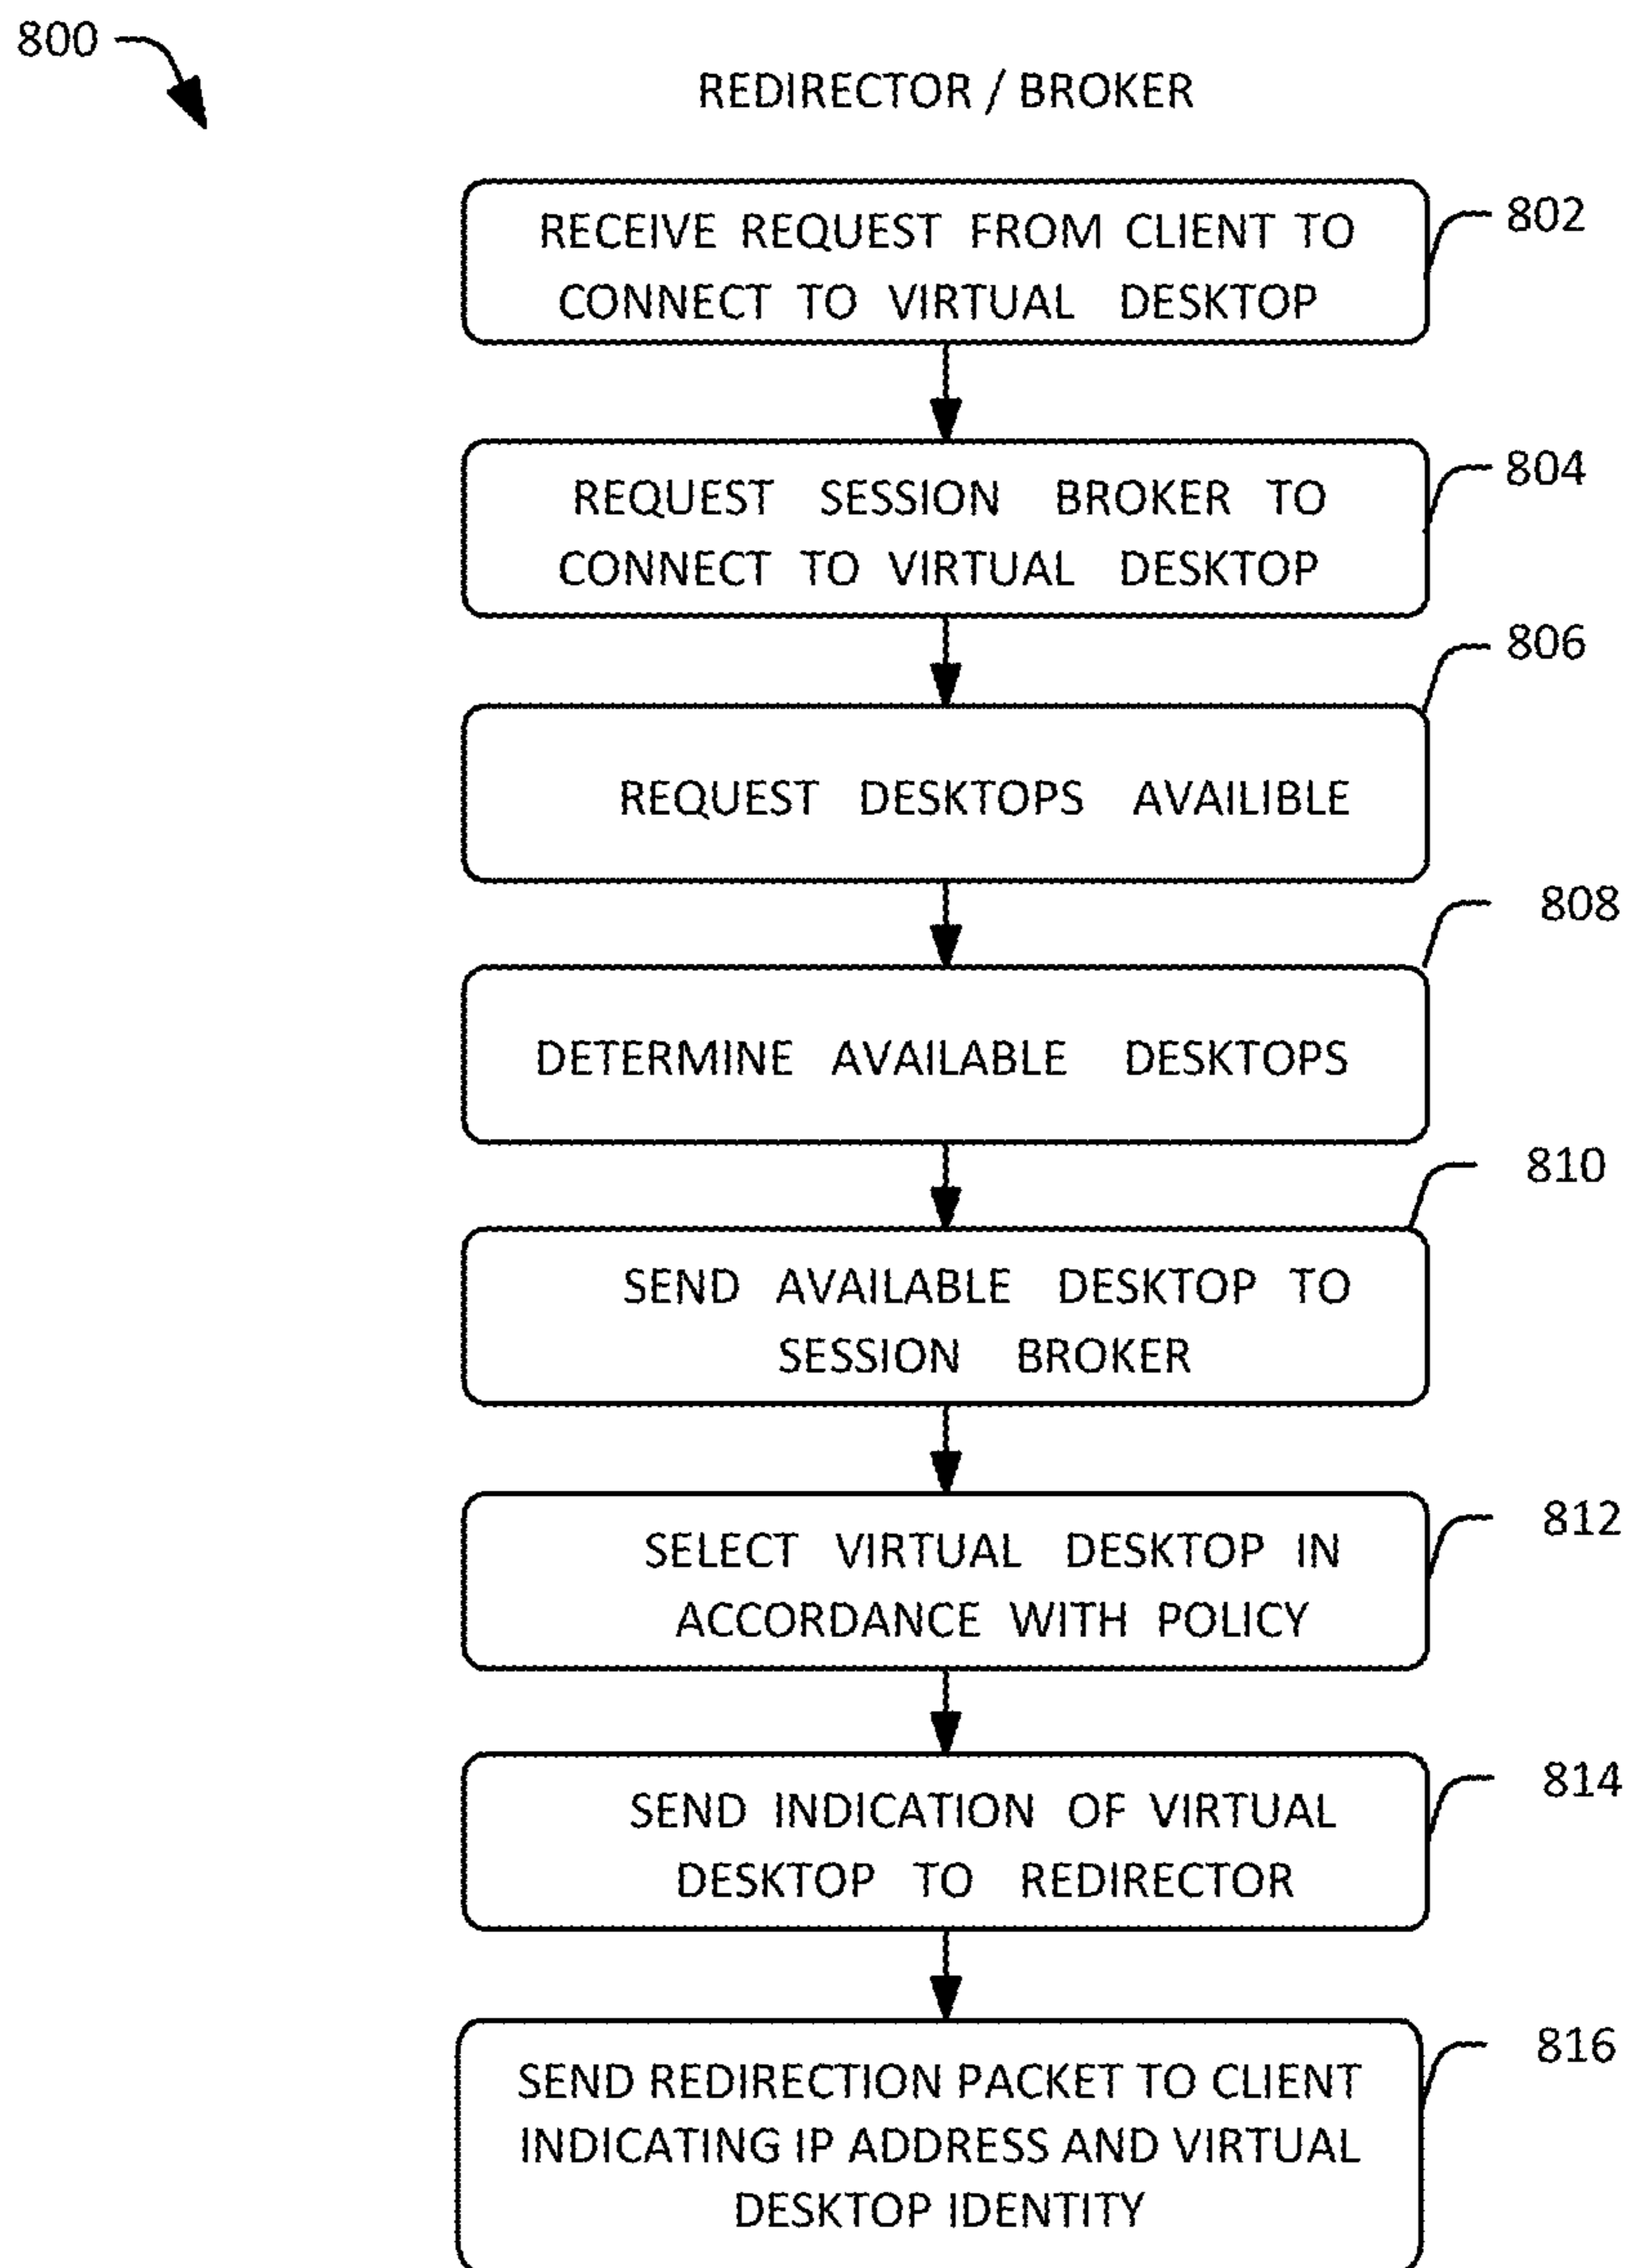 800
REDIRECTOR / BROKER
RECEIVE REQUEST FROM CLIENT TO
CONNECT TO VIRTUAL DESKTOP
802
REQUEST SESSION BROKER TO
CONNECT TO VIRTUAL DESKTOP
804
806
REQUEST DESKTOPS AVAILIBLE
808
DETERMINE AVAILABLE DESKTOPS
810
SEND AVAILABLE DESKTOP TO
SESSION BROKER
812
SELECT VIRTUAL DESKTOP IN
ACCORDANCE WITH POLICY
814
SEND INDICATION OF VIRTUAL
DESKTOP TO REDIRECTOR
816
SEND REDIRECTION PACKET TO CLIENT
INDICATING IP ADDRESS AND VIRTUAL
DESKTOP IDENTITY